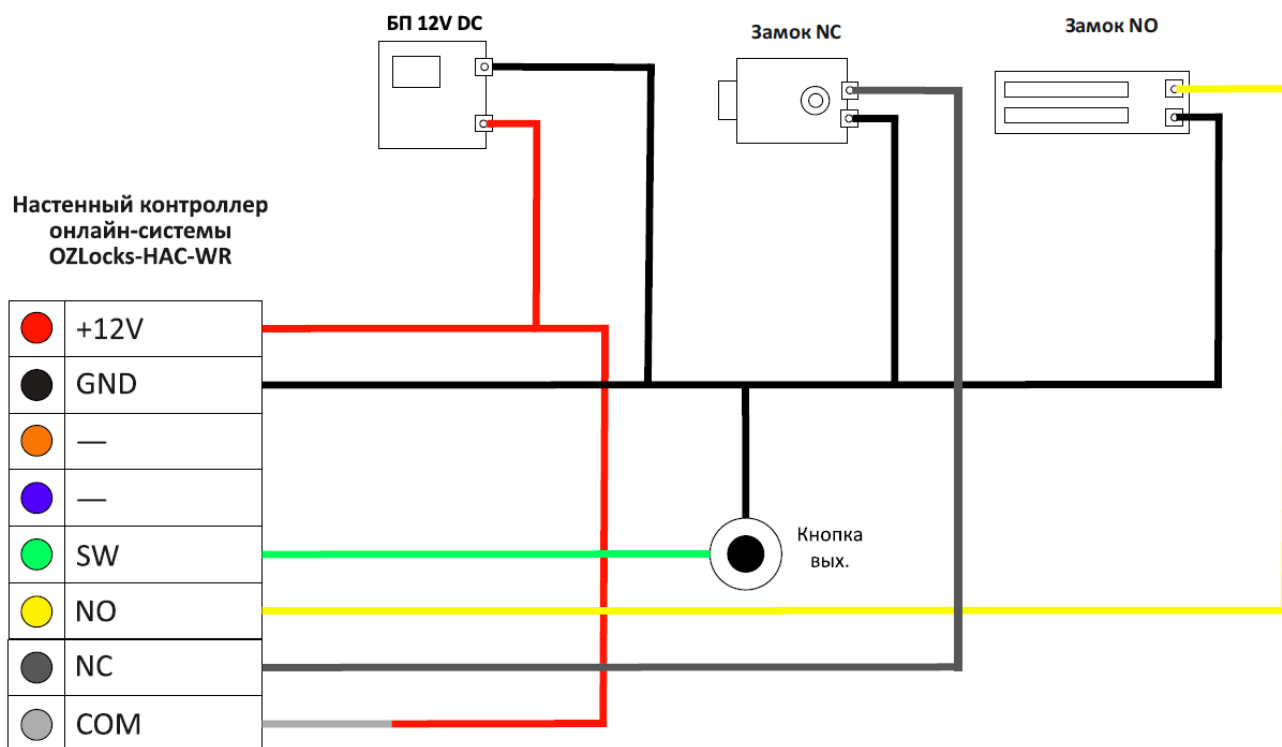 БП 12V DC
Замок NC
Замок NO
Настенный контроллер
онлайн-системы
OZLocks-HAC-WR
+12V
GND
—
—
SW
Кнопка
вых.
NO
NC
COM